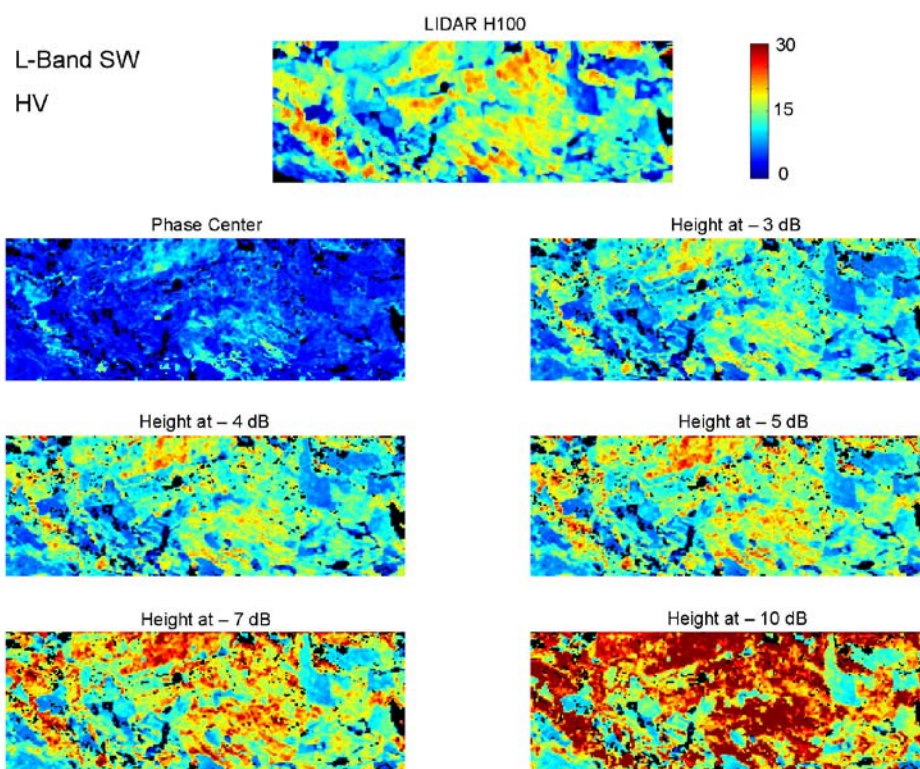 LIDAR H100
L-Band SW
HV
30
15
0
Phase Center
Height at – 3 dB
Height at – 4 dB
Height at – 5 dB
Height at – 7 dB
Height at – 10 dB